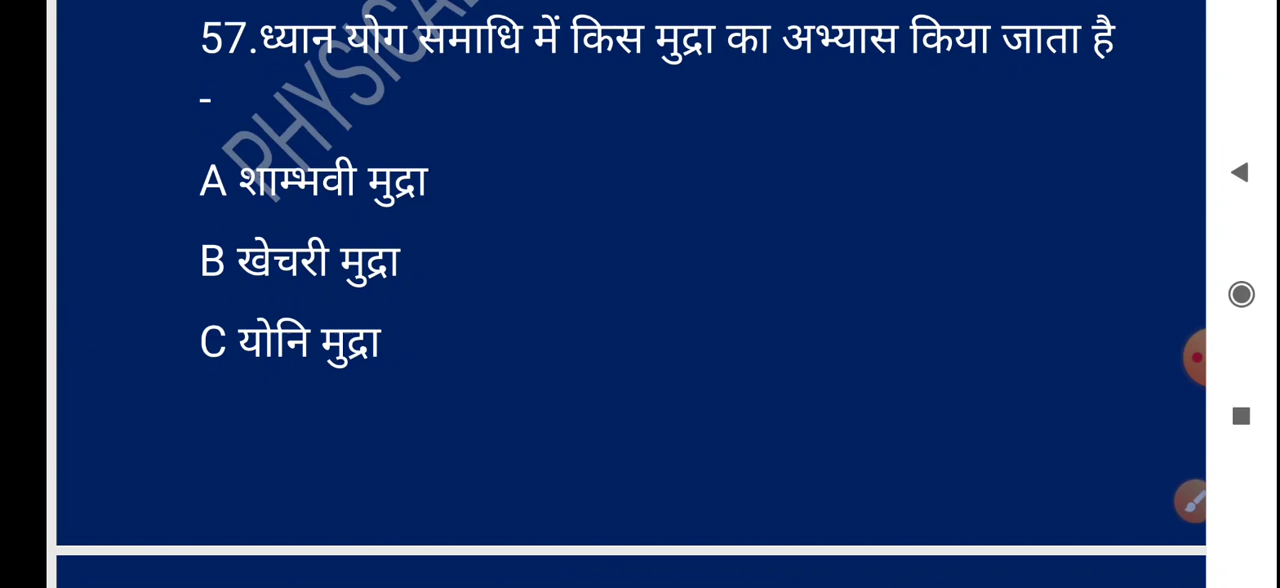 57.ध्यान योग समाधि में किस मुद्रा का अभ्यास किया जाता है
-
A शाम्भवी मुद्रा
B खेचरी मुद्रा
C योनि मुद्रा